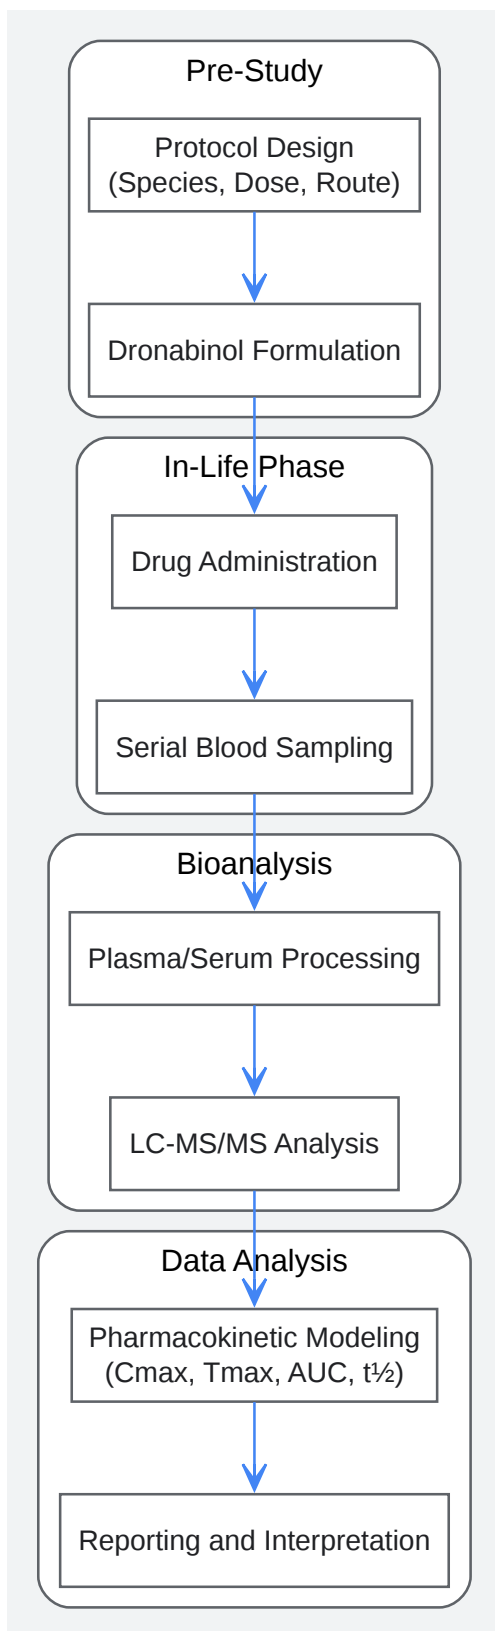 Pre-Study
Protocol Design
(Species, Dose, Route)
Dronabinol Formulation
In-Life Phase
Drug Administration
Serial Blood Sampling
Bioanalysis
Plasma/Serum Processing
LC-MS/MS Analysis
Data Analysis
Pharmacokinetic Modeling
(Cmax, Tmax, AUC, t½)
Reporting and Interpretation